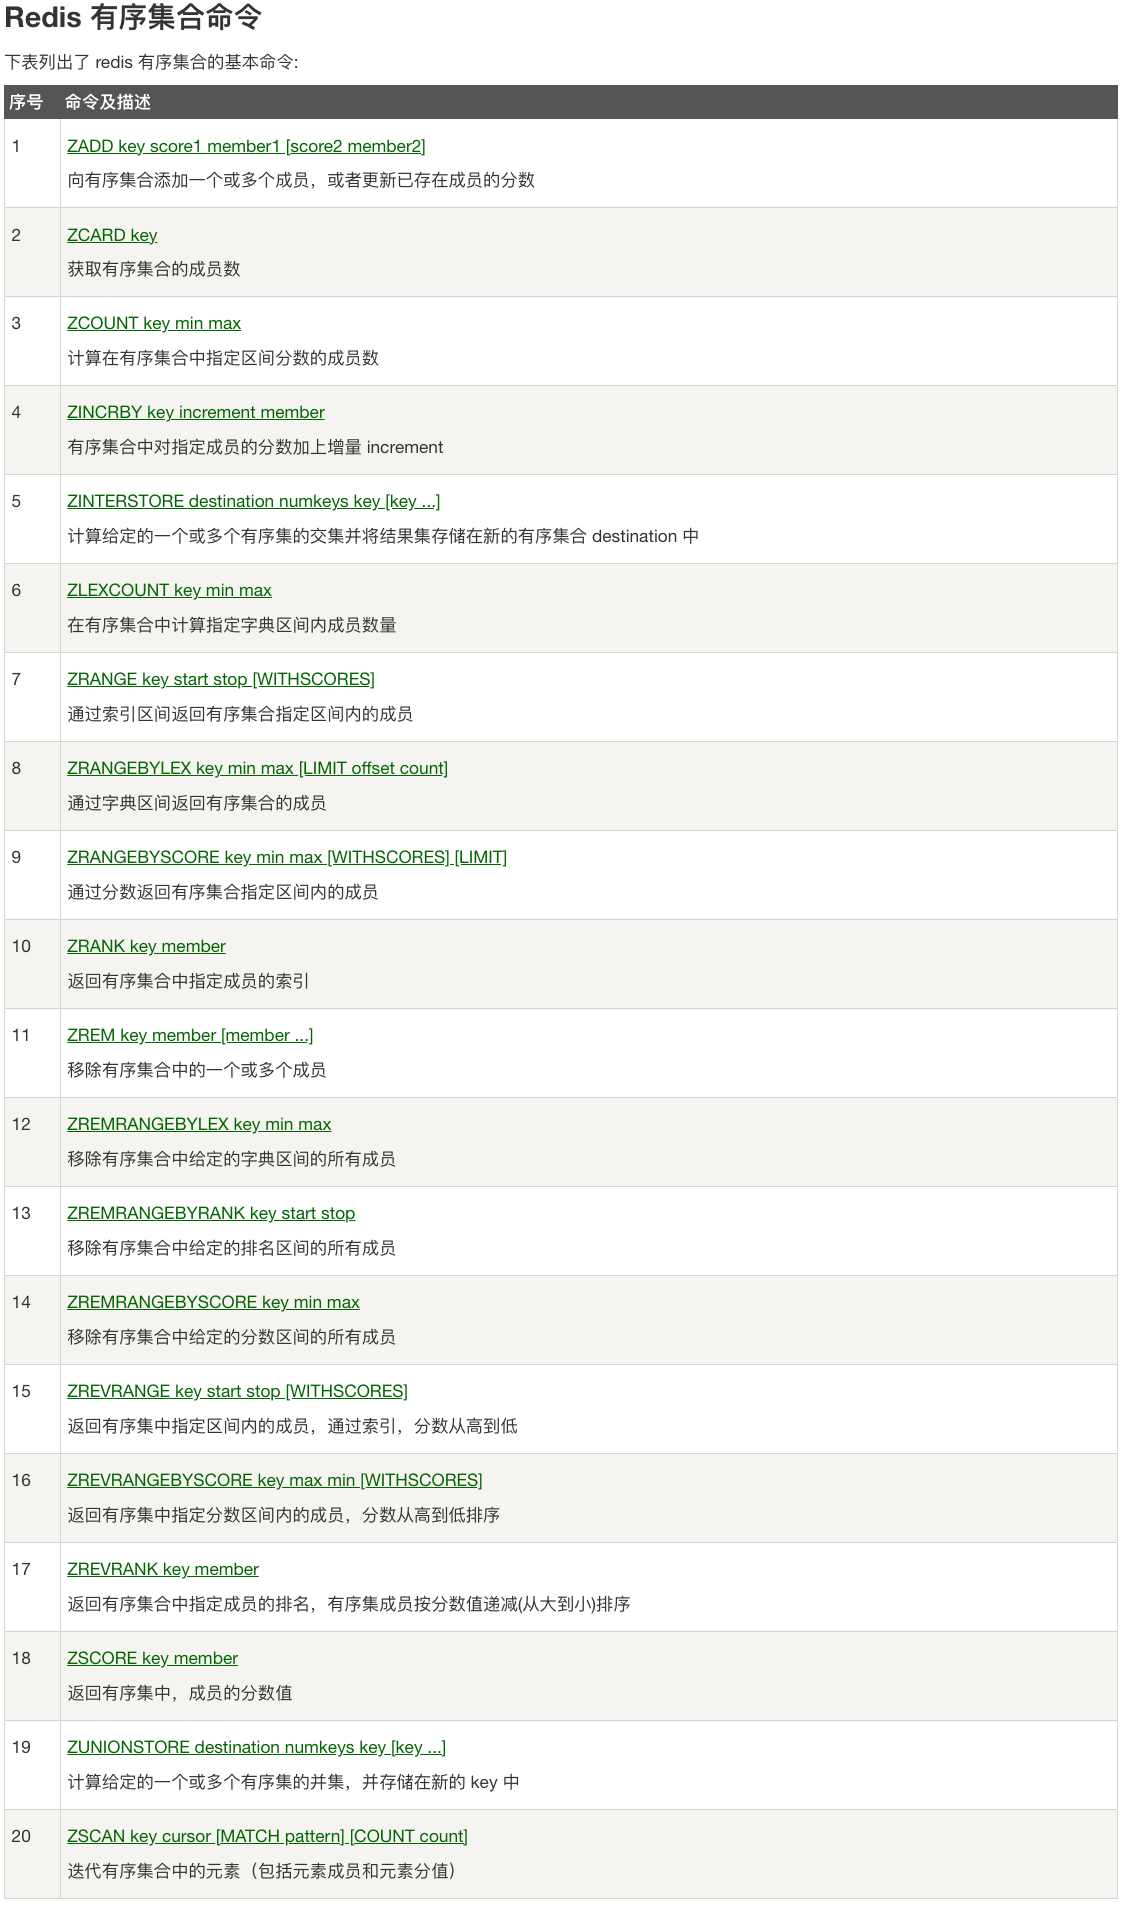 Redis 有序集合命令
下表列出了 redis 有序集合的基本命令:
序号 命令及描述
1 ZADD key score1 member1 [score2 member2]
向有序集合添加一个或多个成员，或者更新已存在成员的分数
2 ZCARD key
获取有序集合的成员数
3 ZCOUNT key min max
计算在有序集合中指定区间分数的成员数
4 ZINCRBY key increment member
有序集合中对指定成员的分数加上增量 increment
5 ZINTERSTORE destination numkeys key [key ...]
计算给定的一个或多个有序集的交集并将结果集存储在新的有序集合 destination 中
6 ZLEXCOUNT key min max
在有序集合中计算指定字典区间内成员数量
7 ZRANGE key start stop [WITHSCORES]
通过索引区间返回有序集合指定区间内的成员
8 ZRANGEBYLEX key min max [LIMIT offset count]
通过字典区间返回有序集合的成员
9 ZRANGEBYSCORE key min max [WITHSCORES] [LIMIT]
通过分数返回有序集合指定区间内的成员
10 ZRANK key member
返回有序集合中指定成员的索引
11 ZREM key member [member ...]
移除有序集合中的一个或多个成员
12 ZREMRANGEBYLEX key min max
移除有序集合中给定的字典区间的所有成员
13 ZREMRANGEBYRANK key start stop
移除有序集合中给定的排名区间的所有成员
14 ZREMRANGEBYSCORE key min max
移除有序集合中给定的分数区间的所有成员
15 ZREVRANGE key start stop [WITHSCORES]
返回有序集中指定区间内的成员，通过索引，分数从高到低
16 ZREVRANGEBYSCORE key max min [WITHSCORES]
返回有序集中指定分数区间内的成员，分数从高到低排序
17 ZREVRANK key member
返回有序集合中指定成员的排名，有序集成员按分数值递减(从大到小)排序
18 ZSCORE key member
返回有序集中，成员的分数值
19 ZUNIONSTORE destination numkeys key [key ...]
计算给定的一个或多个有序集的并集，并存储在新的 key 中
20 ZSCAN key cursor [MATCH pattern] [COUNT count]
迭代有序集合中的元素（包括元素成员和元素分值）